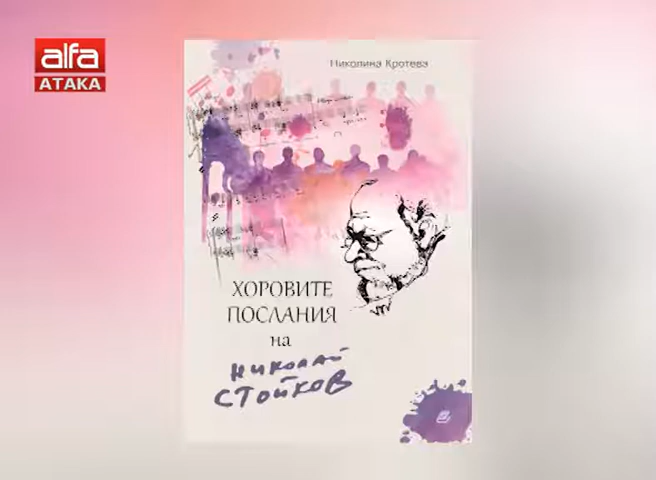 alfa
АТАКА
Николина Кротева
ХОРОВИТЕ
ПОСЛАНИЯ
на
НИКОЛАЙ
СТОЙКОВ